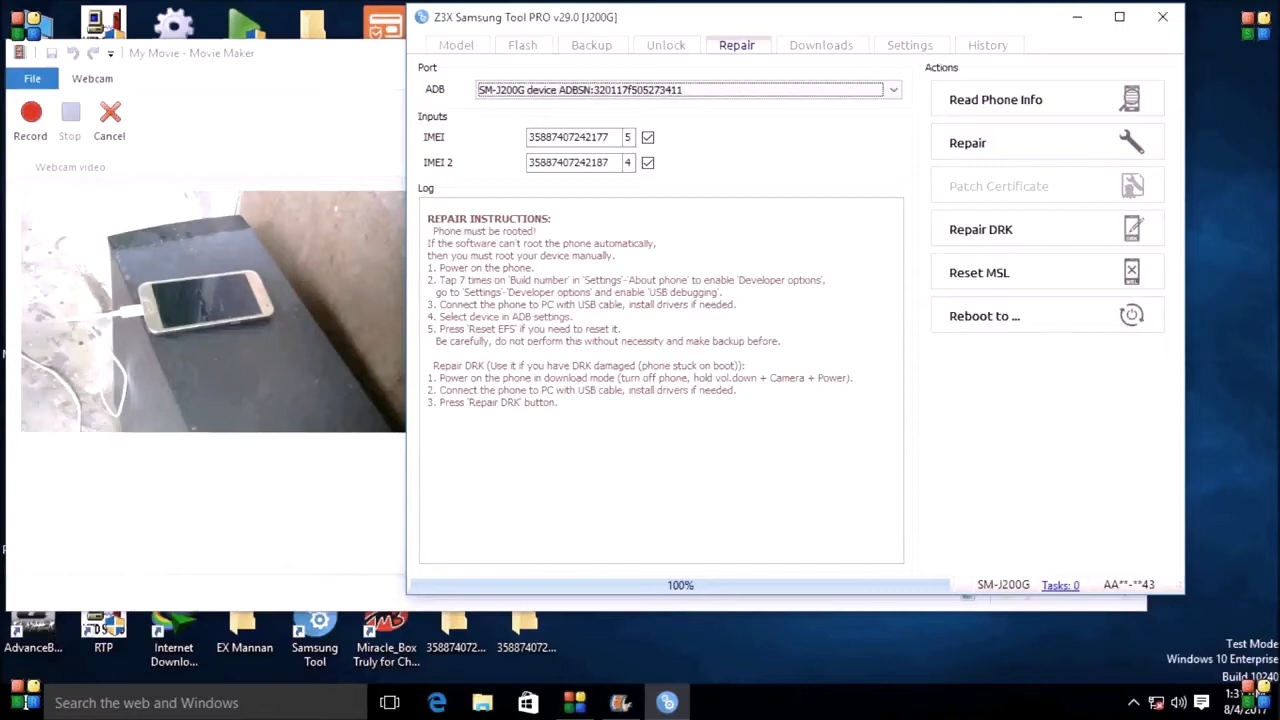 My Movie - Movie Maker
File
Webcam
Record
Stop
Cancel
Webcam video
Z3X Samsung Tool PRO v29.0 [J200G]
Model
Flash
Backup
Unlock
Repair
Downloads
Settings
History
Port
ADB
SM-J200G device ADBSN:320117f505273411
Inputs
IMEI
35887407242177 5
IMEI 2
35887407242187 4
Log
REPAIR INSTRUCTIONS:
Phone must be rooted!
If the software can't root the phone automatically,
then you must root your device manually.
1. Power on the phone.
2. Tap 7 times on 'Build number' in 'Settings'-'About phone' to enable 'Developer options',
go to 'Settings'-'Developer options' and enable 'USB debugging'.
3. Connect the phone to PC with USB cable, install drivers if needed.
4. Select device in ADB settings.
5. Press 'Reset EFS' if you need to reset it.
Be carefully, do not perform this without necessity and make backup before.
Repair DRK (Use it if you have DRK damaged (phone stuck on boot)):
1. Power on the phone in download mode (turn off phone, hold vol.down + Camera + Power).
2. Connect the phone to PC with USB cable, install drivers if needed.
3. Press 'Repair DRK' button.
Actions
Read Phone Info
Repair
Patch Certificate
Repair DRK
Reset MSL
Reboot to ...
100%
SM-J200G
Tasks: 0
AA**-**43
AdvanceB...
RTP
Internet
Downlo...
EX Mannan
Samsung
Tool
Miracle_Box
Truly for Ch...
358874072...
358874072...
Test Mode
Windows 10 Enterprise
Build 10240
Search the web and Windows
8/4/2017